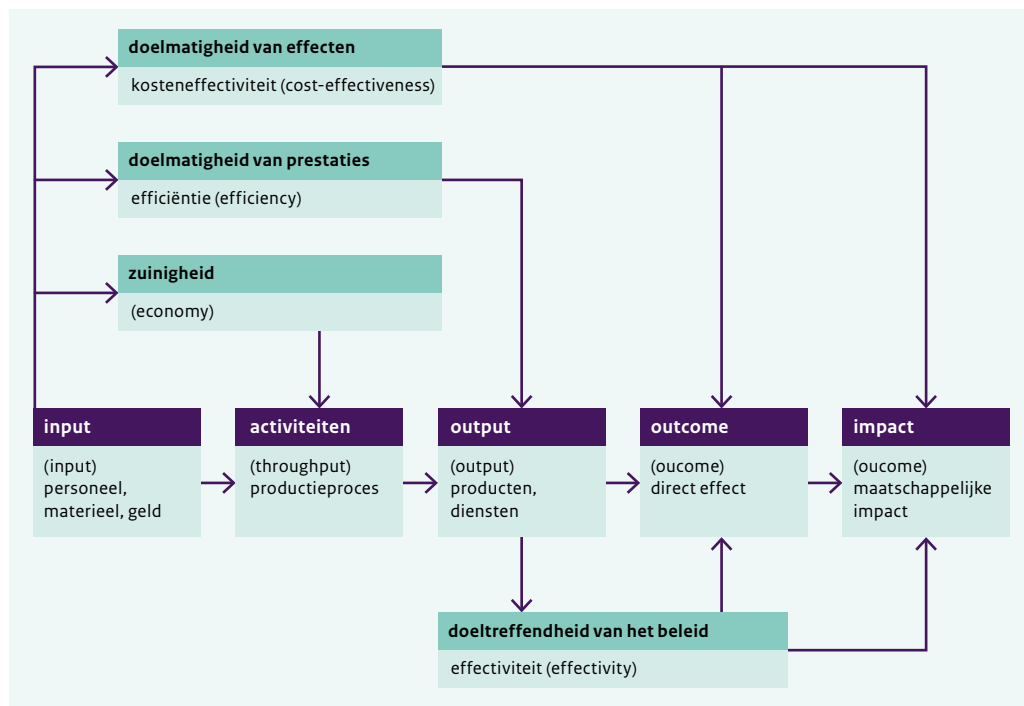 doelmatigheid van effecten
kosteneffectiviteit (cost-effectiveness)
doelmatigheid van prestaties
efficiëntie (efficiency)
zuinigheid
(economy)
input
(input)
personeel,
materieel, geld
activiteiten
(throughput)
productieproces
output
(output)
producten,
diensten
outcome
(oucome)
direct effect
impact
(oucome)
maatschappelijke
impact
doeltreffendheid van het beleid
effectiviteit (effectivity)